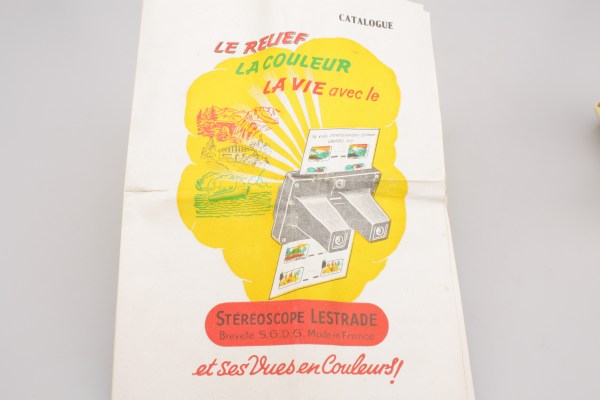 CATALOGUE
LE RELIEF
LA COULEUR
LA VIE avec le
STÉRÉOSCOPE LESTRADE
Breveté S.G.D.G. Made in France
et ses Vues en Couleurs!